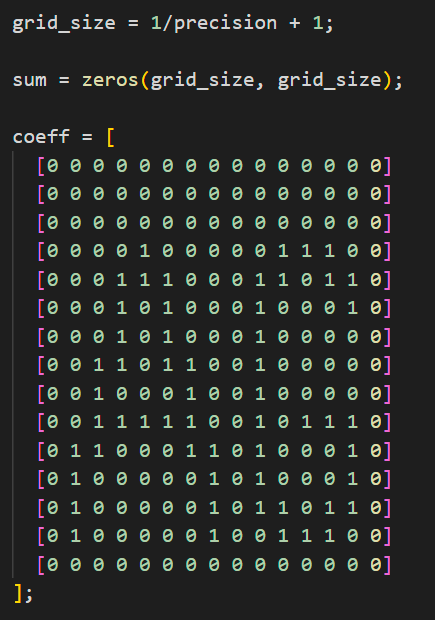 grid_size = 1/precision + 1;
sum = zeros(grid_size, grid_size);
coeff = [
[0 0 0 0 0 0 0 0 0 0 0 0 0 0 0]
[0 0 0 0 0 0 0 0 0 0 0 0 0 0 0]
[0 0 0 0 0 0 0 0 0 0 0 0 0 0 0]
[0 0 0 0 1 0 0 0 0 0 1 1 1 0 0]
[0 0 0 1 1 1 0 0 0 1 1 0 1 1 0]
[0 0 0 1 0 1 0 0 0 1 0 0 0 1 0]
[0 0 0 1 0 1 0 0 0 1 0 0 0 0 0]
[0 0 1 1 0 1 1 0 0 1 0 0 0 0 0]
[0 0 1 0 0 0 1 0 0 1 0 0 0 0 0]
[0 0 1 1 1 1 1 0 0 1 0 1 1 1 0]
[0 1 1 0 0 0 1 1 0 1 0 0 0 1 0]
[0 1 0 0 0 0 0 1 0 1 0 0 0 1 0]
[0 1 0 0 0 0 0 1 0 1 1 0 1 1 0]
[0 1 0 0 0 0 0 1 0 0 1 1 1 0 0]
[0 0 0 0 0 0 0 0 0 0 0 0 0 0 0]
];